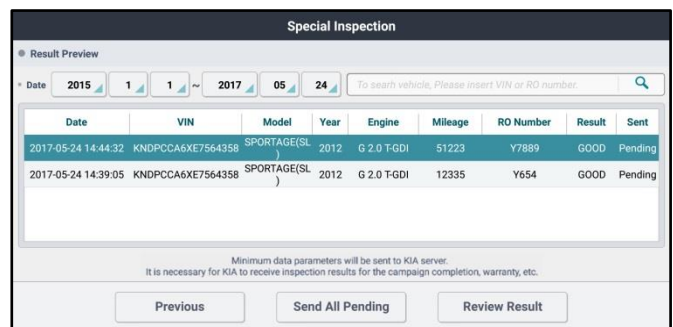 Special Inspection
Result Preview
Date 2015 1 1 ~ 2017 05 24 To searh vehicle, Please insert VIN or RO number.
Date VIN Model Year Engine Mileage RO Number Result Sent
2017-05-24 14:44:32 KNDPCCA6XE7564358 SPORTAGE(SL) 2012 G 2.0 T-GDI 51223 Y7889 GOOD Pending
2017-05-24 14:39:05 KNDPCCA6XE7564358 SPORTAGE(SL) 2012 G 2.0 T-GDI 12335 Y654 GOOD Pending
Minimum data parameters will be sent to KIA server.
It is necessary for KIA to receive inspection results for the campaign completion, warranty, etc.
Previous Send All Pending Review Result